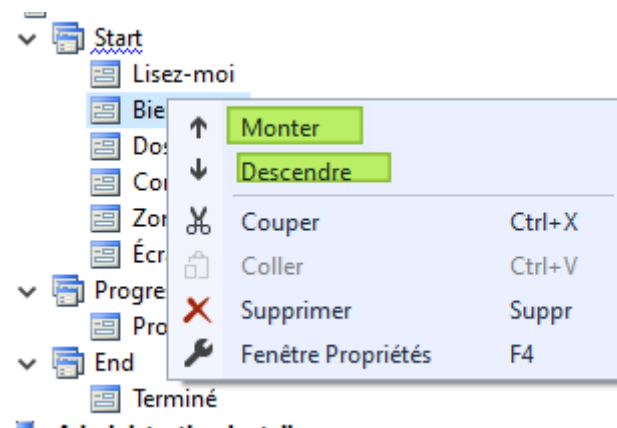 Start
Lisez-moi
Bie
Monter
Dos
Descendre
Cor
Zor
Couper Ctrl+X
Écr
Coller Ctrl+V
Progre
Supprimer Suppr
Pro
Fenêtre Propriétés F4
End
Terminé